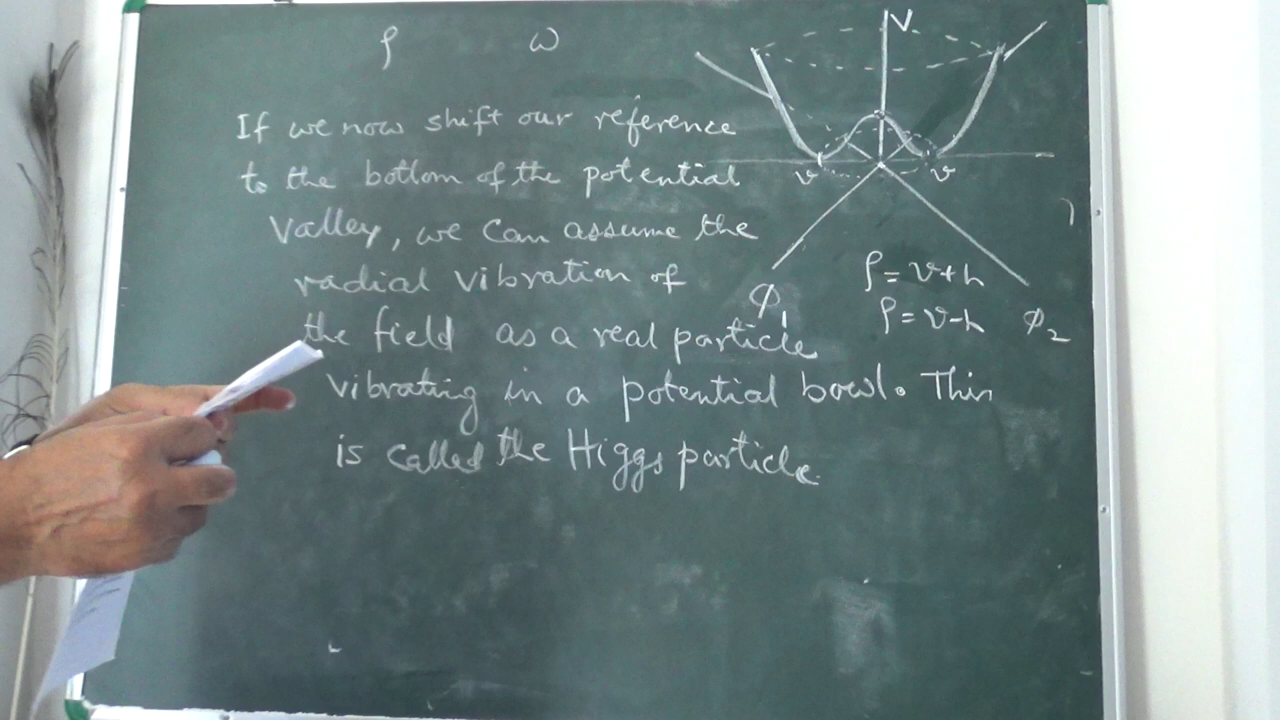 ρ ω
V
If we now shift our reference
to the bottom of the potential
valley, we can assume the
radial vibration of
the field as a real particle
vibrating in a potential bowl. This
is called the Higgs particle.
v v
ρ = v + h
ρ = v - h
ϕ₁ ϕ₂